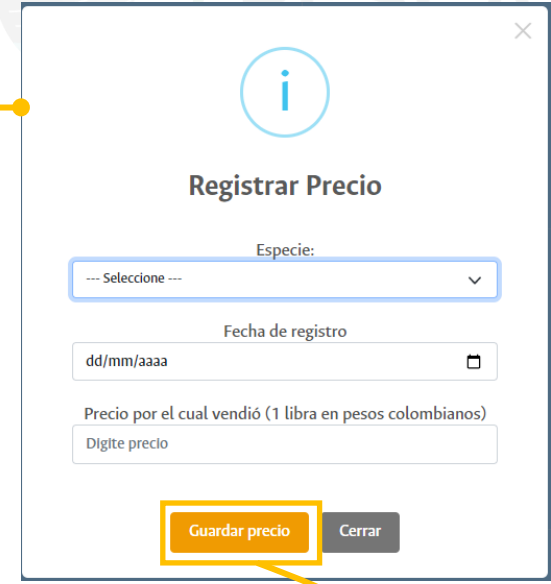 Registrar Precio
Especie:
--- Seleccione ---
Fecha de registro
dd/mm/aaaa
Precio por el cual vendió (1 libra en pesos colombianos)
Digite precio
Guardar precio
Cerrar